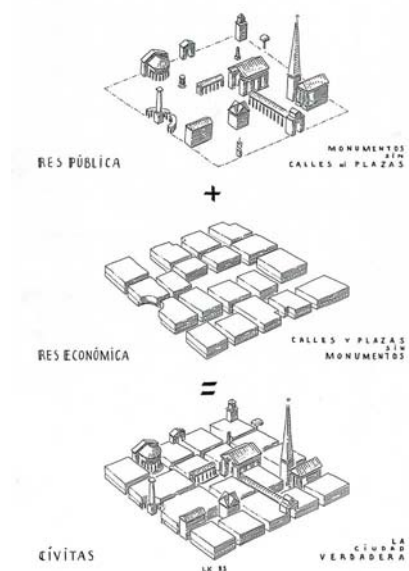 RES PÚBLICA
MONUMENTOS
SIN
CALLES NI PLAZAS
+
RES ECONÓMICA
CALLES Y PLAZAS
SIN
MONUMENTOS
=
CÍVITAS
LA
CIUDAD
VERDADERA